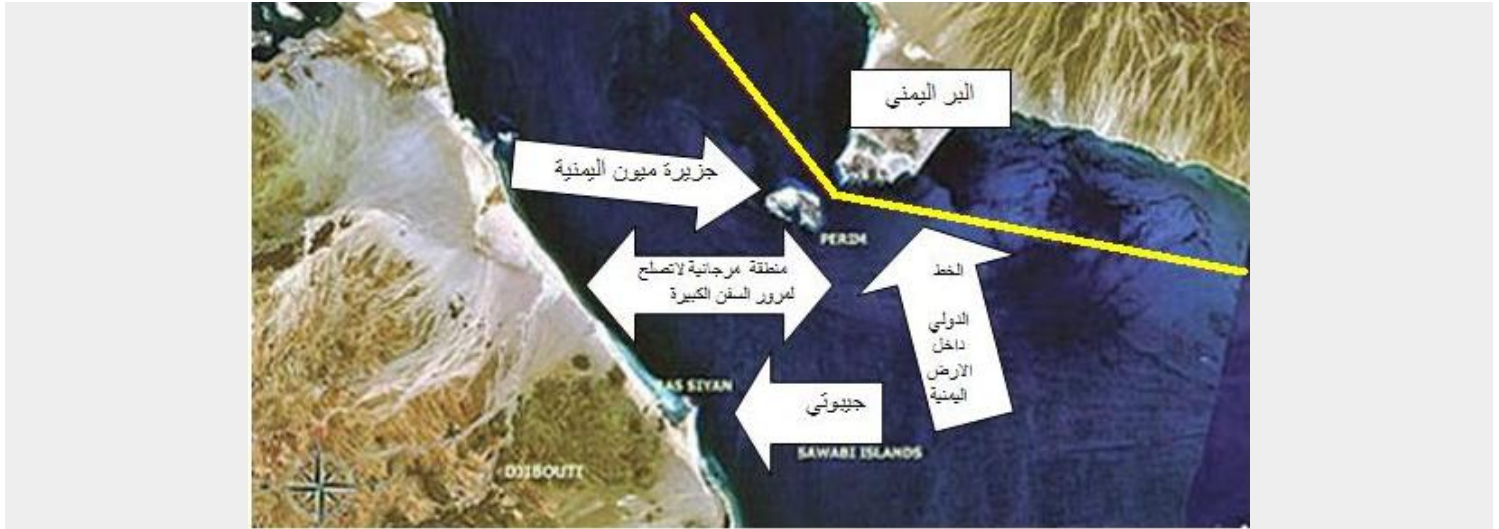 البر اليمني
جزيرة ميون اليمنية
PERIM
منطقة مرجانية لاتصلح
لمرور السفن الكبيرة
الخط
الدولي
داخل
الارض
اليمنية
RAS SIYAN
جيبوتي
SAWABI ISLANDS
DJIBOUTI